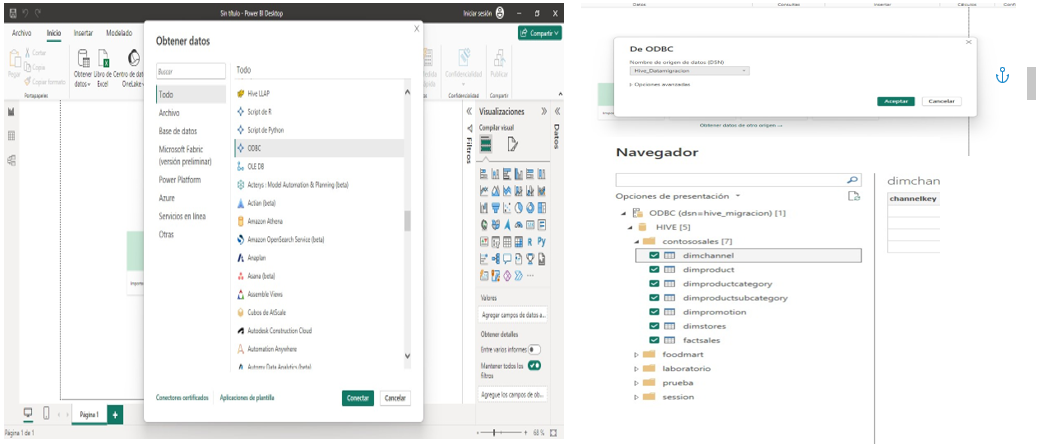 Sin título - Power BI Desktop
Iniciar sesión
Archivo
Inicio
Insertar
Modelado
Compartir
Pegar
Cortar
Copiar
Copiar formato
Portapapeles
Obtener datos
Libro de Excel
Centro de dat
OneLake
Confidencialidad
Publicar
Confidencialidad
Compartir
Obtener datos
Buscar
Todo
Archivo
Base de datos
Microsoft Fabric
(versión preliminar)
Power Platform
Azure
Servicios en línea
Otras
Todo
Hive LLAP
Script de R
Script de Python
ODBC
OLE DB
Acterys : Model Automation & Planning (beta)
Actian (beta)
Amazon Athena
Amazon OpenSearch Service (beta)
Anaplan
Asana (beta)
Assemble Views
Cubos de AtScale
Autodesk Construction Cloud
Automation Anywhere
Automy Data Analytics (beta)
Conectores certificados
Aplicaciones de plantilla
Conectar
Cancelar
Filtros
Visualizaciones
Compilar visual
Datos
Valores
Agregar campos de datos a...
Obtener detalles
Entre varios informes
Mantener todos los
filtros
Agregue los campos de ob...
Página 1
Página 1 de 1
Datos
Consultas
Insertar
Cálculos
De ODBC
Nombre de origen de datos (DSN)
Hive_Datamigracion
Opciones avanzadas
Aceptar
Cancelar
Obtener datos de otro origen →
Navegador
Opciones de presentación
ODBC (dsn=hive_migracion) [1]
HIVE [5]
contososales [7]
dimchannel
dimproduct
dimproductcategory
dimproductsubcategory
dimpromotion
dimstores
factsales
foodmart
laboratorio
prueba
session
dimchan
channelkey